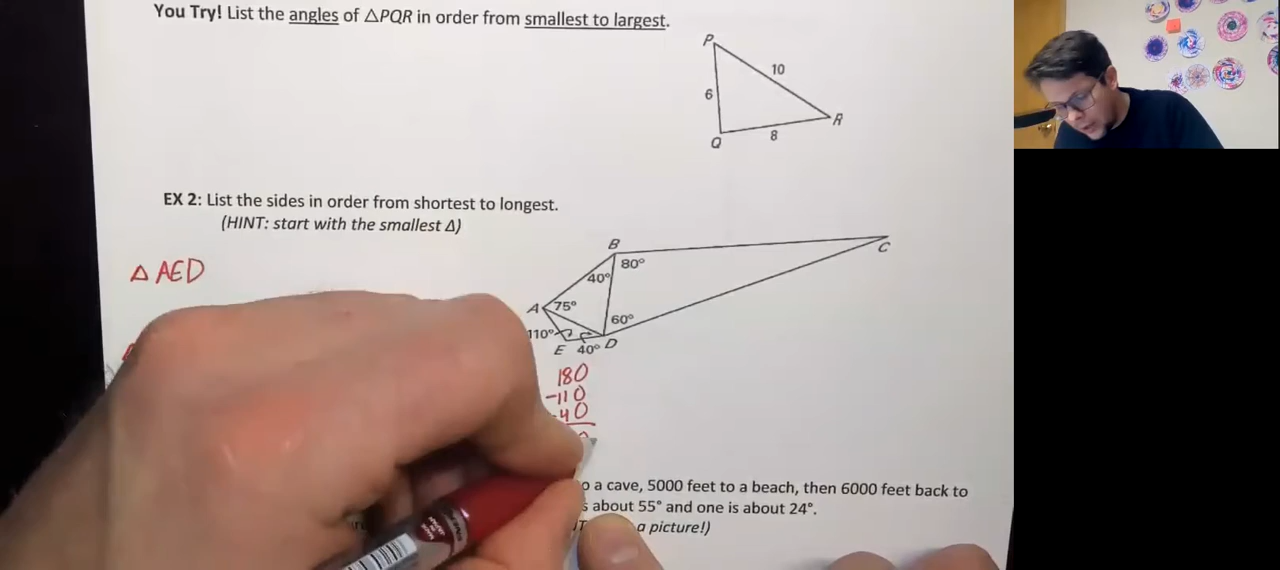 You Try! List the angles of △PQR in order from smallest to largest.
P
10
6
R
Q
8
EX 2: List the sides in order from shortest to longest.
(HINT: start with the smallest Δ)
△ AED
B
C
80°
40°
A
75°
60°
110°
E
40°
D
180
-110
-40
o a cave, 5000 feet to a beach, then 6000 feet back to
s about 55° and one is about 24°.
a picture!)